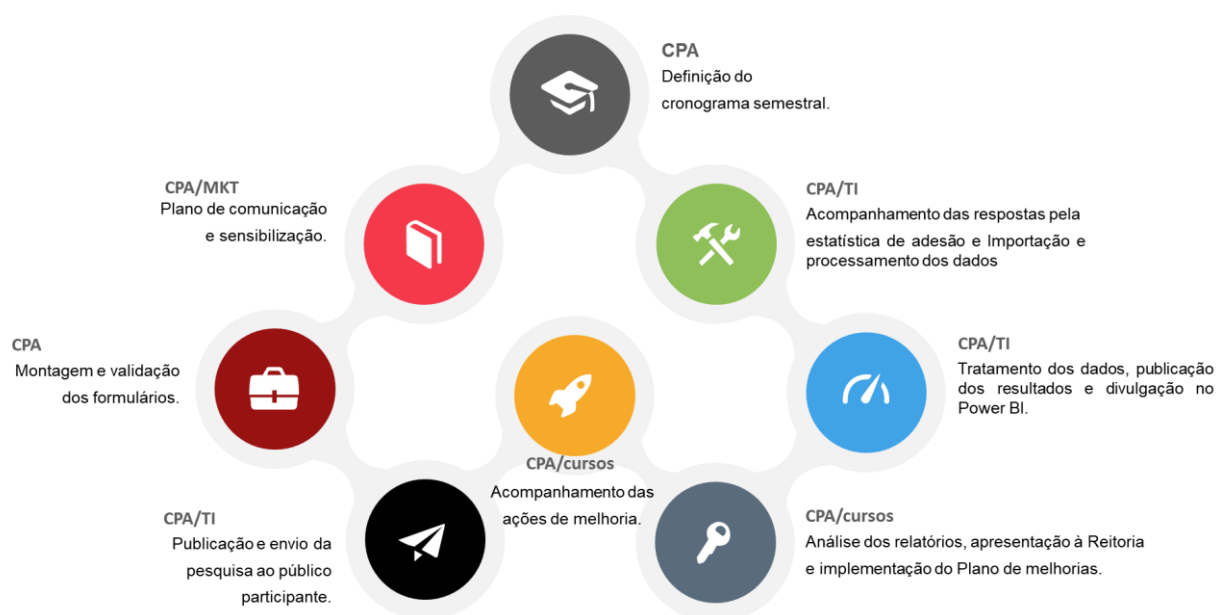 CPA
Definição do
cronograma semestral.
CPA/MKT
Plano de comunicação
e sensibilização.
CPA/TI
Acompanhamento das respostas pela
estatística de adesão e Importação e
processamento dos dados
CPA
Montagem e validação
dos formulários.
CPA/TI
Tratamento dos dados, publicação
dos resultados e divulgação no
Power BI.
CPA/cursos
Acompanhamento das
ações de melhoria.
CPA/TI
Publicação e envio da
pesquisa ao público
participante.
CPA/cursos
Análise dos relatórios, apresentação à Reitoria
e implementação do Plano de melhorias.